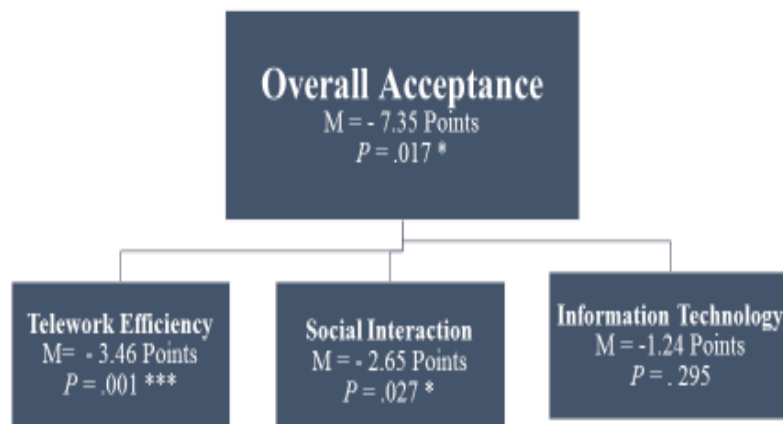 Overall Acceptance
M = - 7.35 Points
P = .017 *
Telework Efficiency
M= - 3.46 Points
P = .001 ***
Social Interaction
M = - 2.65 Points
P = .027 *
Information Technology
M = -1.24 Points
P = . 295